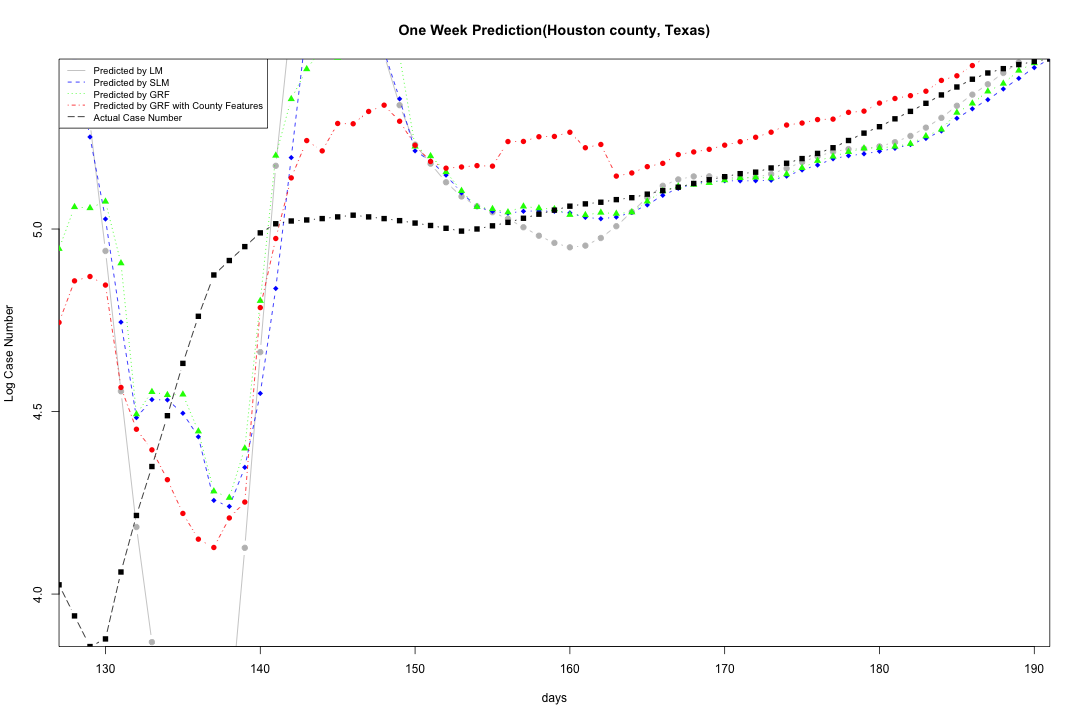 One Week Prediction(Houston county, Texas)
Predicted by LM
Predicted by SLM
Predicted by GRF
Predicted by GRF with County Features
Actual Case Number
Log Case Number
5.0
4.5
4.0
130 140 150 160 170 180 190
days